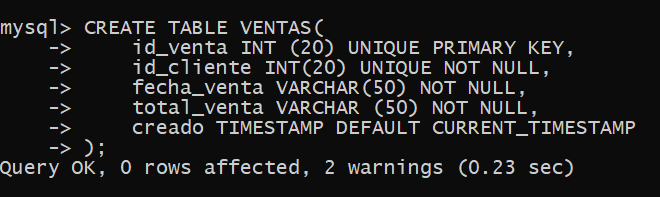 mysql> CREATE TABLE VENTAS(
    ->     id_venta INT (20) UNIQUE PRIMARY KEY,
    ->     id_cliente INT(20) UNIQUE NOT NULL,
    ->     fecha_venta VARCHAR(50) NOT NULL,
    ->     total_venta VARCHAR (50) NOT NULL,
    ->     creado TIMESTAMP DEFAULT CURRENT_TIMESTAMP
    -> );
Query OK, 0 rows affected, 2 warnings (0.23 sec)